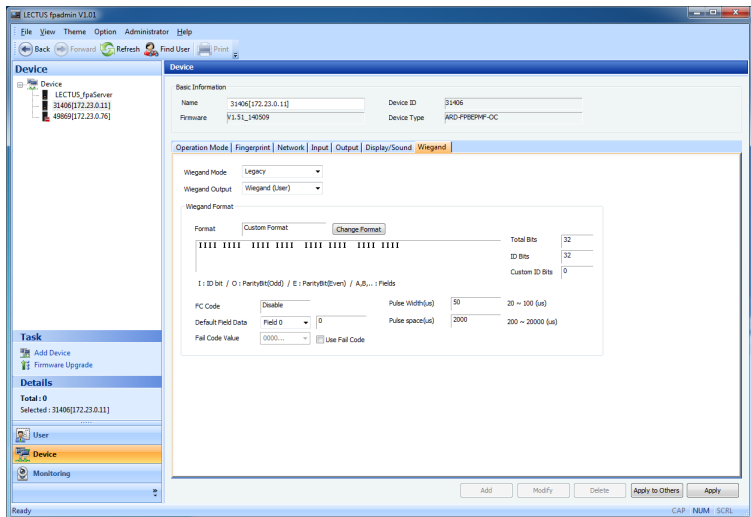 LECTUS fpadmin V1.01
File View Theme Option Administrator Help
Back Forward Refresh Find User Print
Device
Device
LECTUS_fpaServer
31406[172.23.0.11]
49869[172.23.0.76]
Task
Add Device
Firmware Upgrade
Details
Total : 0
Selected : 31406[172.23.0.11]
User
Device
Monitoring
Device
Basic Information
Name 31406[172.23.0.11] Device ID 31406
Firmware V1.51_140509 Device Type ARD-FPBEPMF-OC
Operation Mode Fingerprint Network Input Output Display/Sound Wiegand
Wiegand Mode Legacy
Wiegand Output Wiegand (User)
Wiegand Format
Format Custom Format Change Format
IIII IIII IIII IIII IIII IIII IIII IIII
Total Bits 32
ID Bits 32
Custom ID Bits 0
I : ID bit / O : ParityBit(Odd) / E : ParityBit(Even) / A,B,.. : Fields
FC Code Disable Pulse Width(us) 50 20 ~ 100 (us)
Default Field Data Field 0 0 Pulse space(us) 2000 200 ~ 20000 (us)
Fail Code Value 0000... Use Fail Code
Add Modify Delete Apply to Others Apply
Ready CAP NUM SCRL